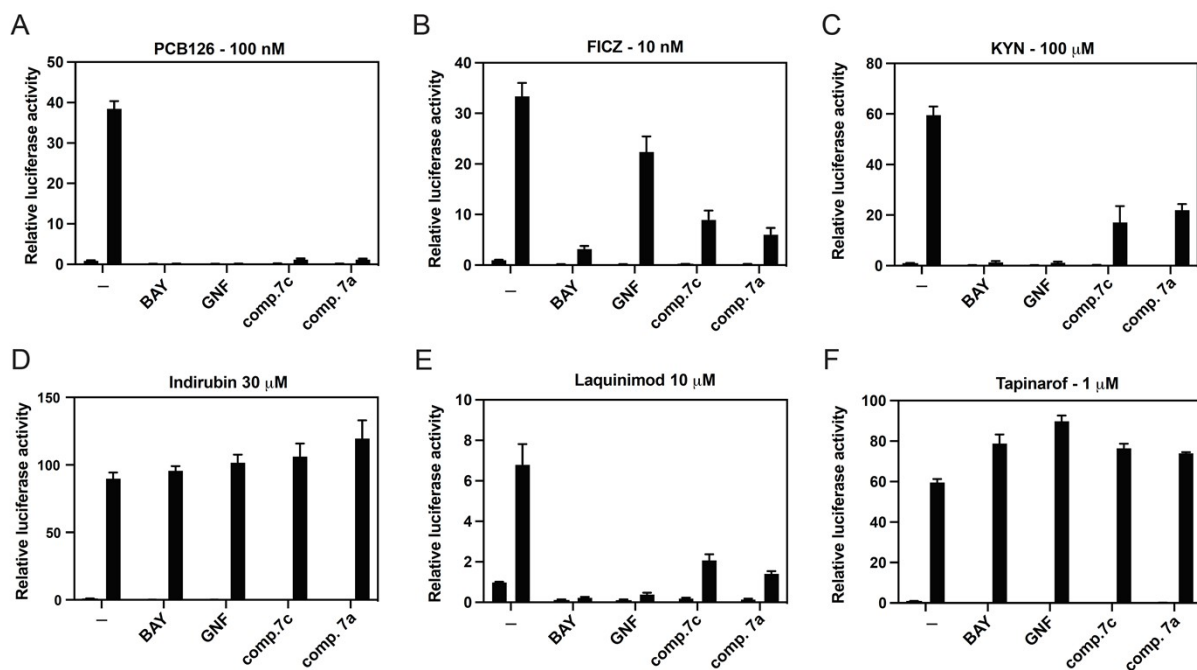 A
PCB126 - 100 nM
Relative luciferase activity
50
40
30
20
10
0
–
BAY
GNF
comp.7c
comp. 7a
B
FICZ - 10 nM
Relative luciferase activity
40
30
20
10
0
–
BAY
GNF
comp.7c
comp. 7a
C
KYN - 100 μM
Relative luciferase activity
80
60
40
20
0
–
BAY
GNF
comp.7c
comp. 7a
D
Indirubin 30 μM
Relative luciferase activity
150
100
50
0
–
BAY
GNF
comp.7c
comp. 7a
E
Laquinimod 10 μM
Relative luciferase activity
10
8
6
4
2
0
–
BAY
GNF
comp.7c
comp. 7a
F
Tapinarof - 1 μM
Relative luciferase activity
100
80
60
40
20
0
–
BAY
GNF
comp.7c
comp. 7a